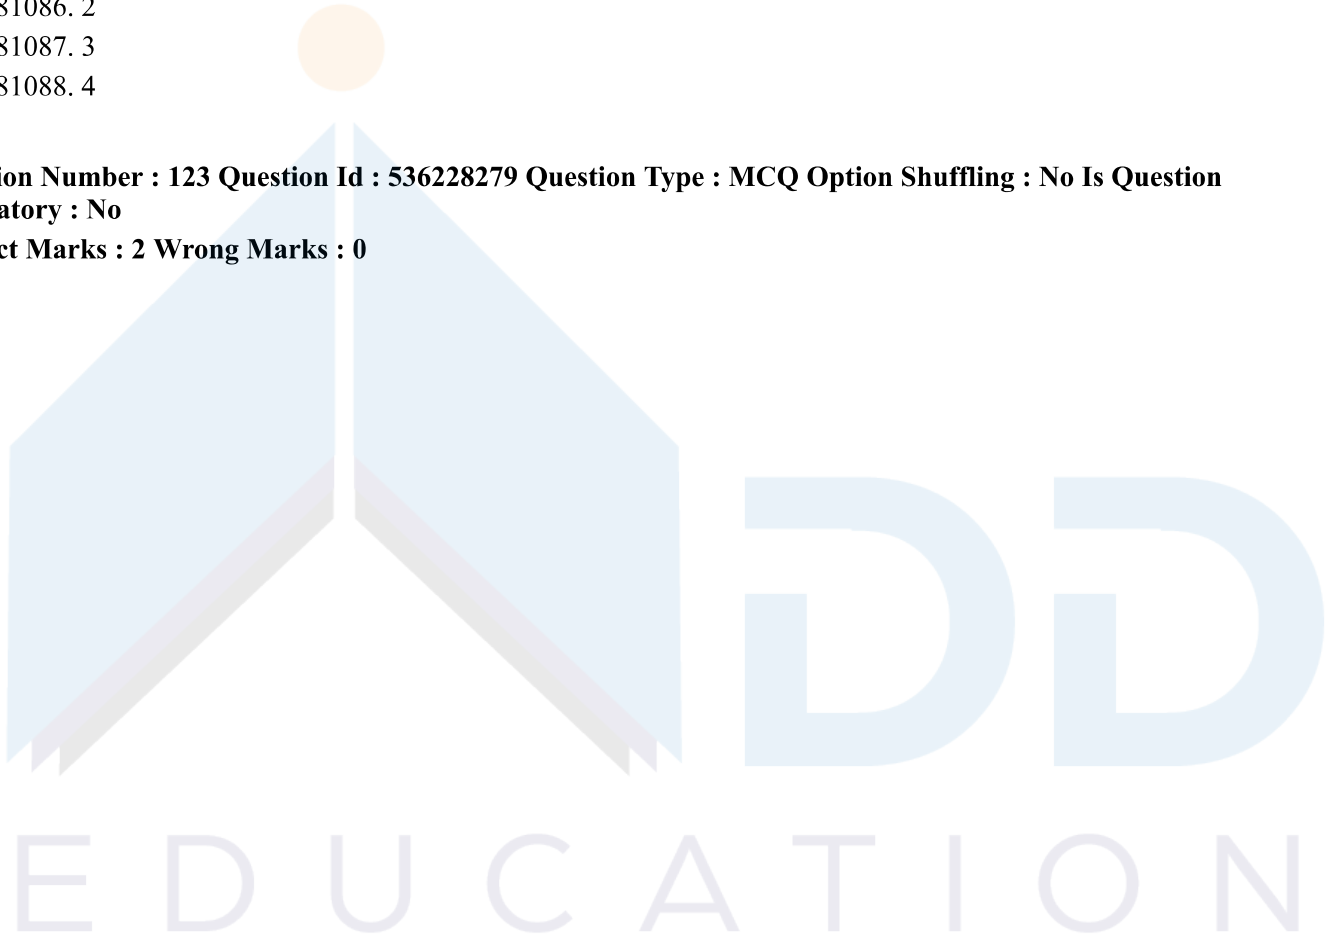 81086. 2
81087. 3
81088. 4
ion Number : 123 Question Id : 536228279 Question Type : MCQ Option Shuffling : No Is Question
atory : No
ct Marks : 2 Wrong Marks : 0
DD
EDUCATION